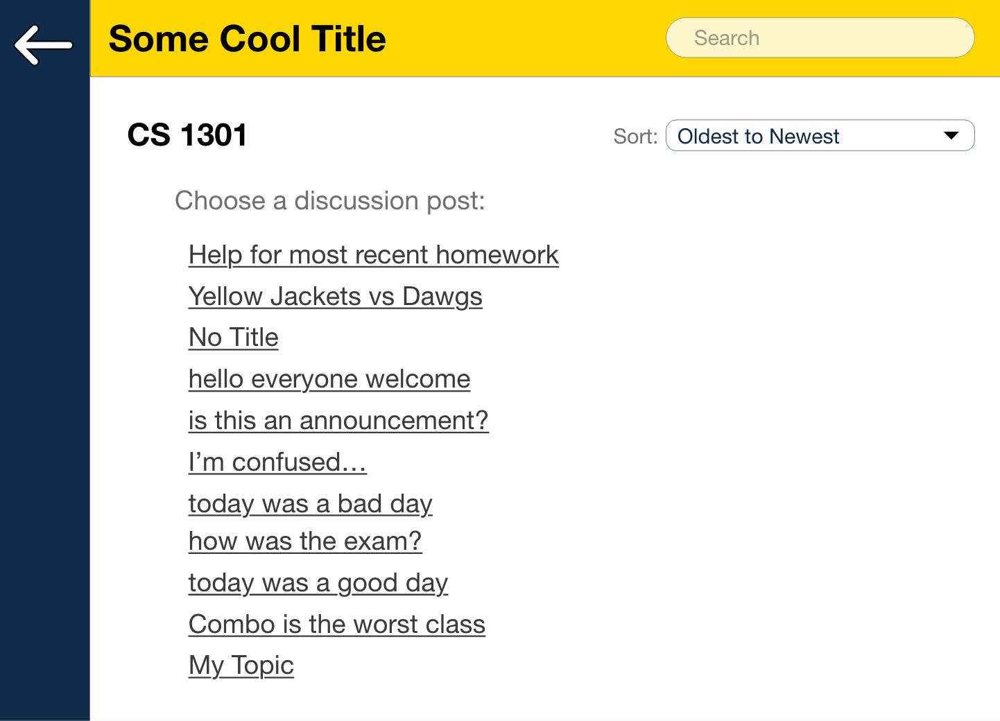 Some Cool Title
Search
CS 1301
Sort: Oldest to Newest
Choose a discussion post:
Help for most recent homework
Yellow Jackets vs Dawgs
No Title
hello everyone welcome
is this an announcement?
I’m confused…
today was a bad day
how was the exam?
today was a good day
Combo is the worst class
My Topic